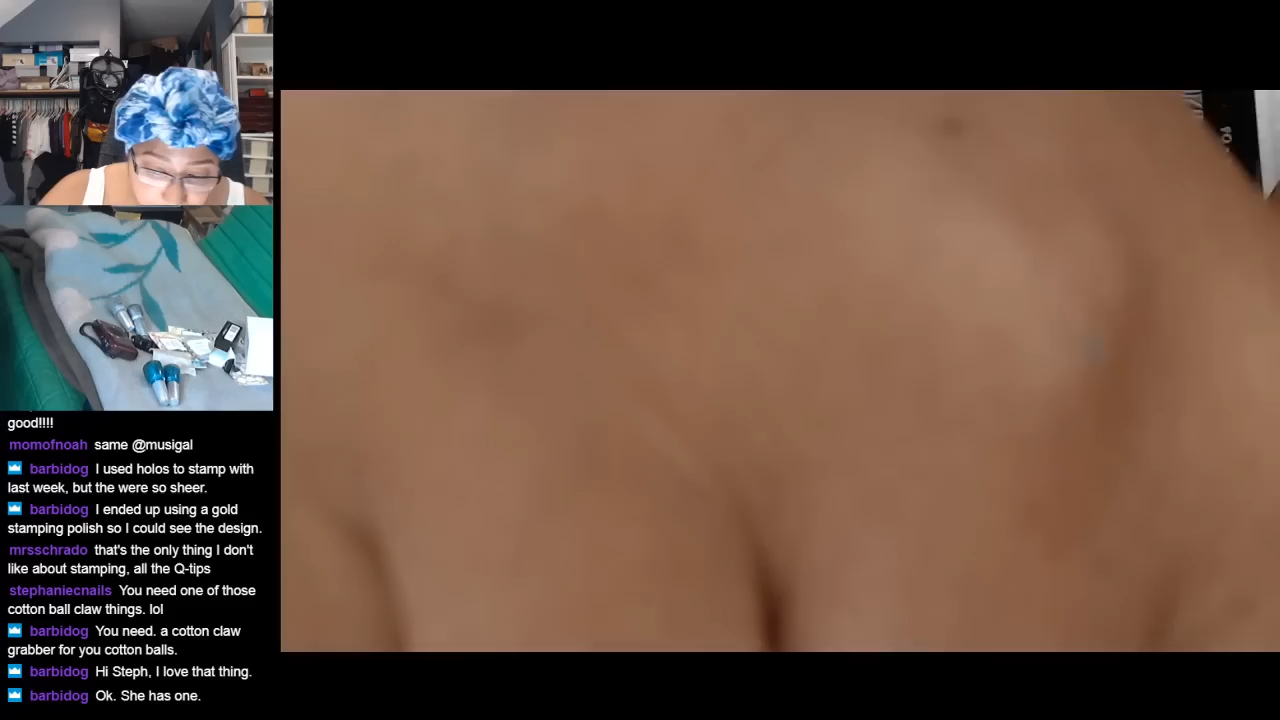 good!!!!
momofnoah same @musigal
barbidog I used holos to stamp with
last week, but the were so sheer.
barbidog I ended up using a gold
stamping polish so I could see the design.
mrsschrado that's the only thing I don't
like about stamping, all the Q-tips
stephaniecnails You need one of those
cotton ball claw things. lol
barbidog You need. a cotton claw
grabber for you cotton balls.
barbidog Hi Steph, I love that thing.
barbidog Ok. She has one.